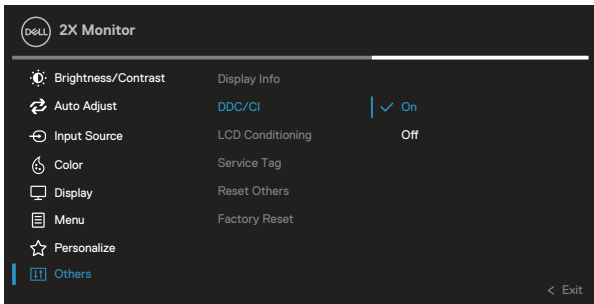 DELL 2X Monitor
Brightness/Contrast Display Info
Auto Adjust DDC/CI On
Input Source LCD Conditioning Off
Color Service Tag
Display Reset Others
Menu Factory Reset
Personalize
Others
< Exit